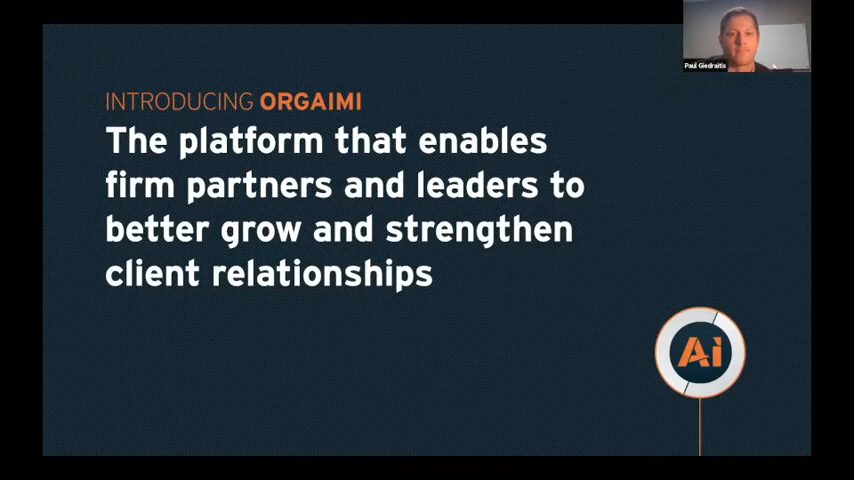 Paul Giedraitis
INTRODUCING ORGAIMI
The platform that enables
firm partners and leaders to
better grow and strengthen
client relationships
Ai